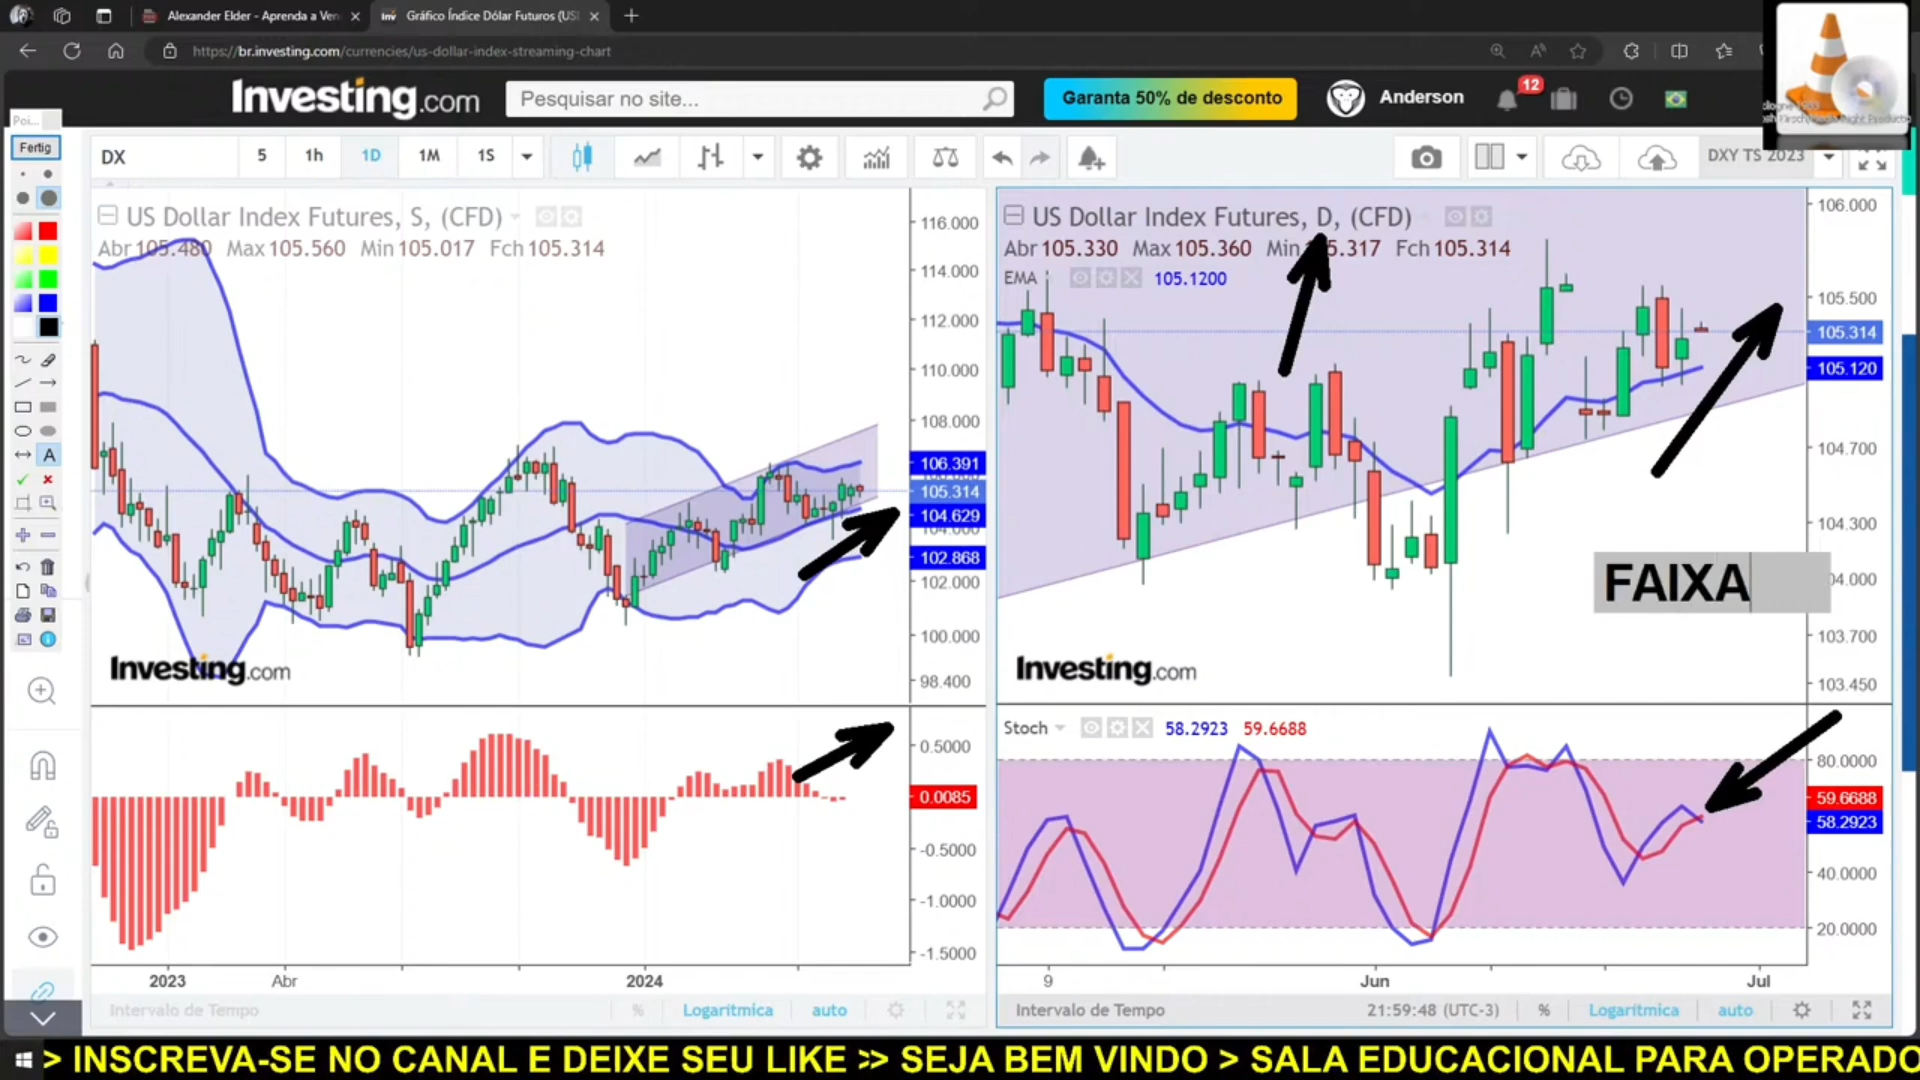 Alexander Elder - Aprenda a Ven
Gráfico Índice Dólar Futuros (US
https://br.investing.com/currencies/us-dollar-index-streaming-chart
Investing.com
Pesquisar no site...
Garanta 50% de desconto
Anderson
12
Poi...
Fertig
DX
5
1h
1D
1M
1S
DXY TS 2023
US Dollar Index Futures, S, (CFD)
Abr 105.480 Max 105.560 Min 105.017 Fch 105.314
116.000
114.000
112.000
110.000
108.000
106.391
105.314
104.629
104.000
102.868
102.000
100.000
98.400
Investing.com
0.5000
0.0085
-0.5000
-1.0000
-1.5000
2023
Abr
2024
Intervalo de Tempo
%
Logarítmica
auto
US Dollar Index Futures, D, (CFD)
Abr 105.330 Max 105.360 Min 105.317 Fch 105.314
EMA
105.1200
106.000
105.500
105.314
105.120
104.700
104.300
104.000
103.700
103.450
FAIXA
Investing.com
Stoch
58.2923
59.6688
80.0000
59.6688
58.2923
40.0000
20.0000
9
Jun
Jul
Intervalo de Tempo
21:59:48 (UTC-3)
%
Logarítmica
auto
A
> INSCREVA-SE NO CANAL E DEIXE SEU LIKE >> SEJA BEM VINDO > SALA EDUCACIONAL PARA OPERADO